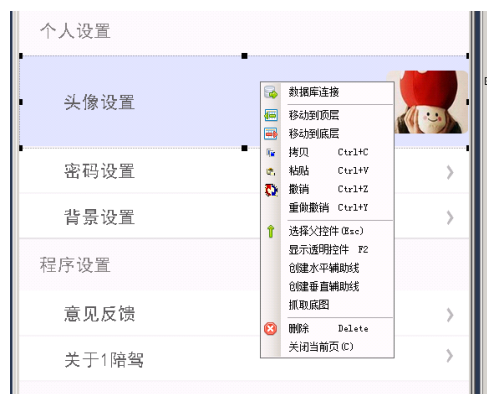 个人设置
头像设置
数据库连接
移动到顶层
移动到底层
拷贝 Ctrl+C
粘贴 Ctrl+V
撤销 Ctrl+Z
重做撤销 Ctrl+Y
选择父控件(Esc)
显示透明控件 F2
创建水平辅助线
创建垂直辅助线
抓取底图
删除 Delete
关闭当前页(C)
密码设置
背景设置
程序设置
意见反馈
关于1陪驾